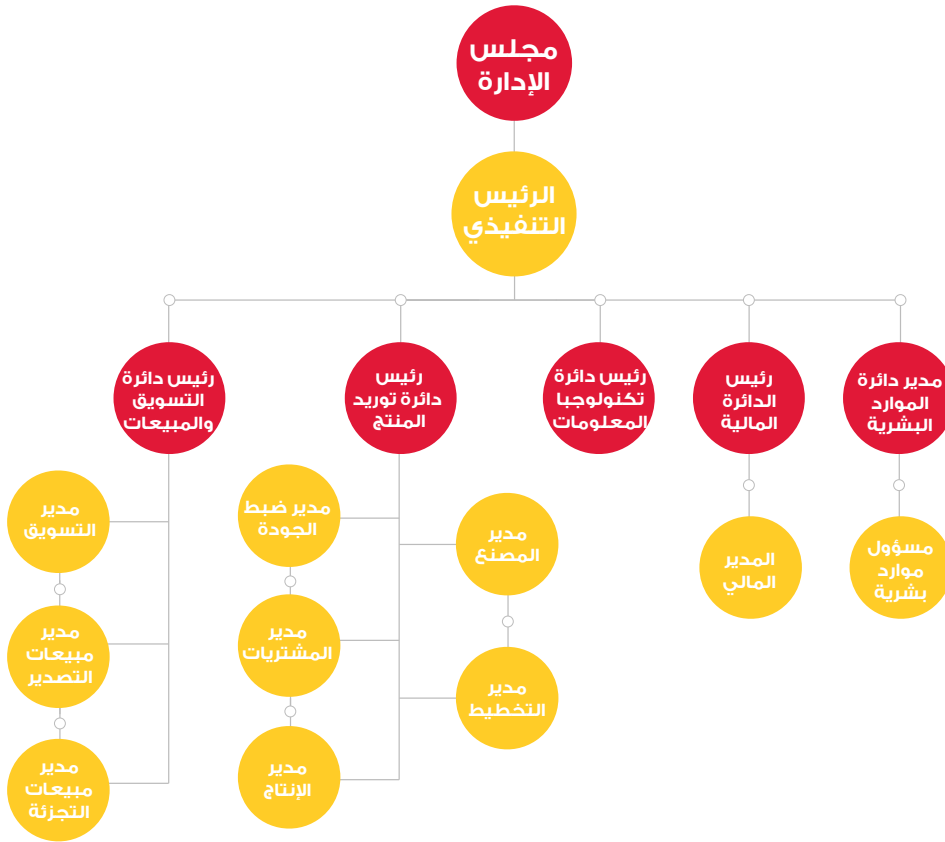 مجلس
الإدارة
الرئيس
التنفيذي
مدير دائرة
الموارد
البشرية
رئيس
الدائرة
المالية
رئيس دائرة
تكنولوجبا
المعلومات
رئيس
دائرة توريد
المنتج
رئيس دائرة
التسويق
والمبيعات
مسؤول
موارد
بشرية
المدير
المالي
مدير
المصنع
مدير
التخطيط
مدير ضبط
الجودة
مدير
المشتريات
مدير
الإنتاج
مدير
التسويق
مدير
مبيعات
التصدير
مدير
مبيعات
التجزئة